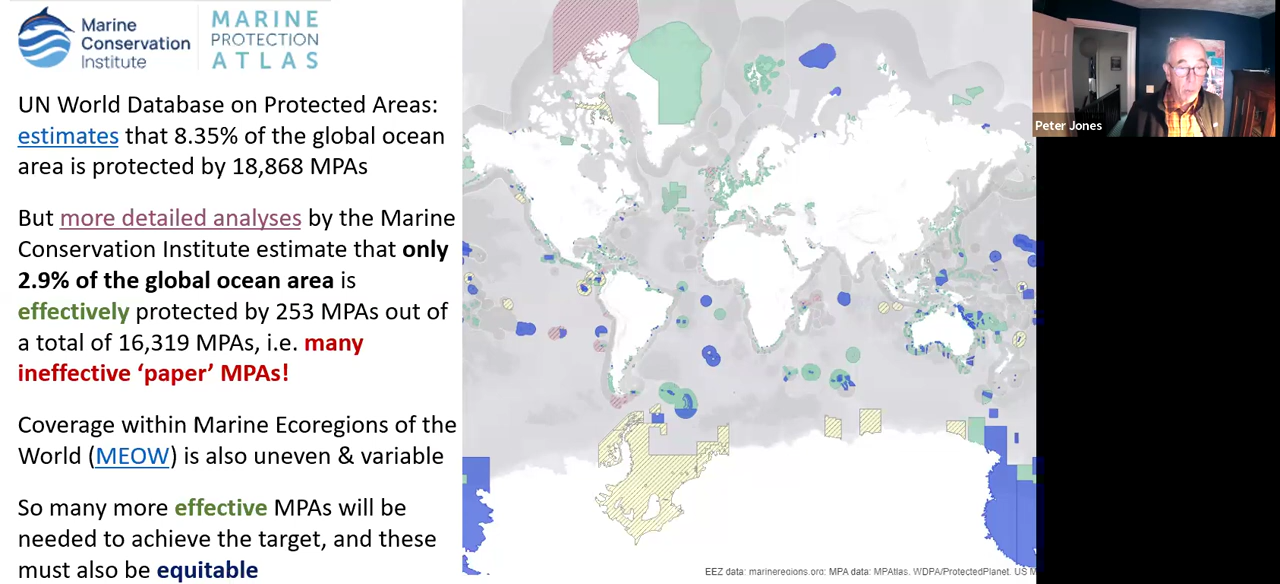 Marine
Conservation
Institute
MARINE
PROTECTION
ATLAS
UN World Database on Protected Areas:
estimates that 8.35% of the global ocean
area is protected by 18,868 MPAs
But more detailed analyses by the Marine
Conservation Institute estimate that only
2.9% of the global ocean area is
effectively protected by 253 MPAs out of
a total of 16,319 MPAs, i.e. many
ineffective ‘paper’ MPAs!
Coverage within Marine Ecoregions of the
World (MEOW) is also uneven & variable
So many more effective MPAs will be
needed to achieve the target, and these
must also be equitable
EEZ data: marineregions.org; MPA data: MPAtlas, WDPA/ProtectedPlanet. US M
Peter Jones